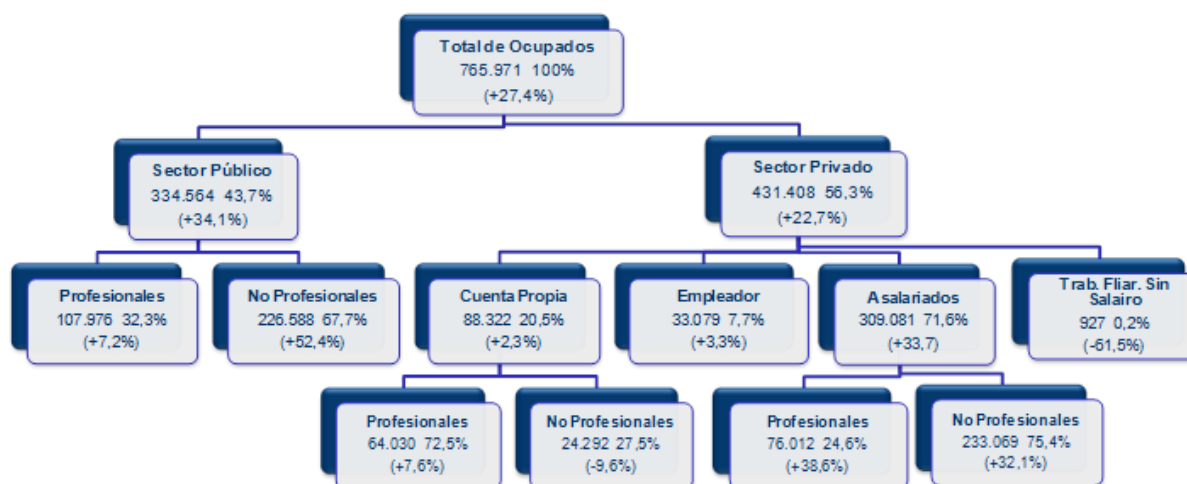 Total de Ocupados
765.971 100%
(+27,4%)
Sector Público
334.564 43,7%
(+34,1%)
Sector Privado
431.408 56,3%
(+22,7%)
Profesionales
107.976 32,3%
(+7,2%)
No Profesionales
226.588 67,7%
(+52,4%)
Cuenta Propia
88.322 20,5%
(+2,3%)
Empleador
33.079 7,7%
(+3,3%)
Asalariados
309.081 71,6%
(+33,7)
Trab. Fliar. Sin
Salairo
927 0,2%
(-61,5%)
Profesionales
64.030 72,5%
(+7,6%)
No Profesionales
24.292 27,5%
(-9,6%)
Profesionales
76.012 24,6%
(+38,6%)
No Profesionales
233.069 75,4%
(+32,1%)